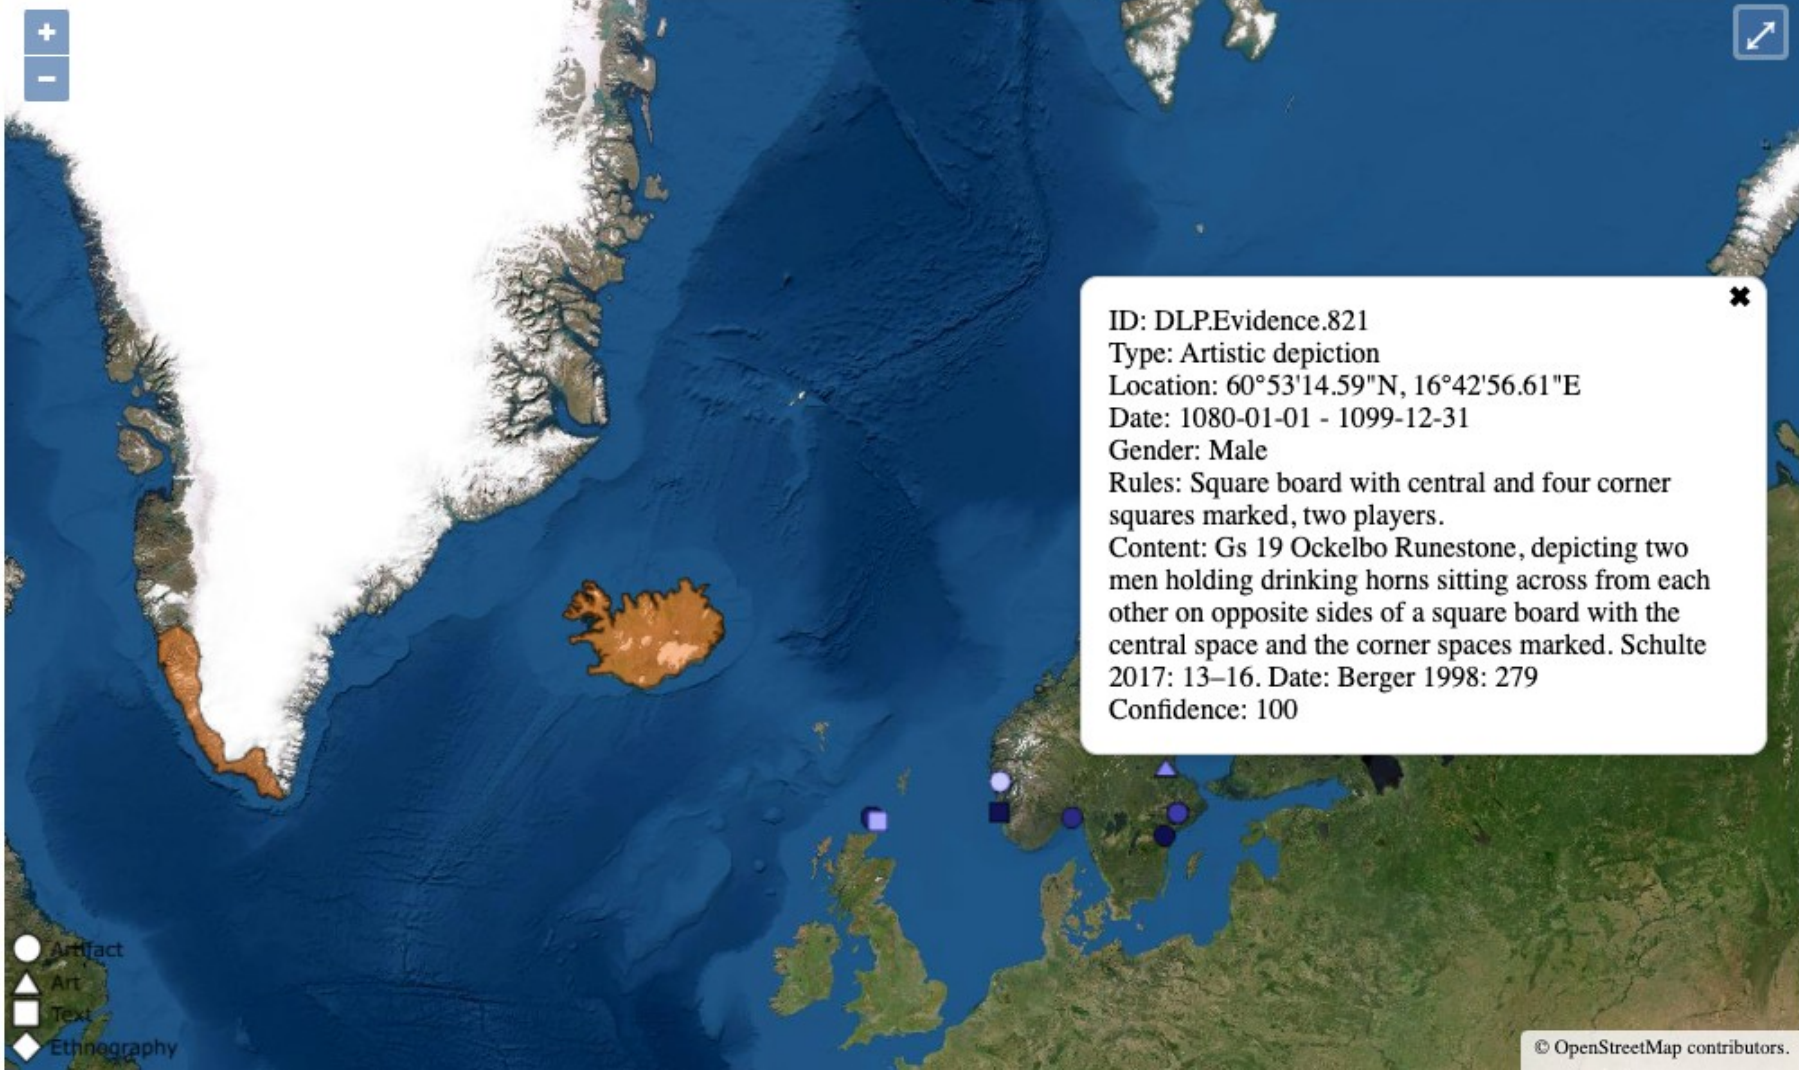 +
−
✖
ID: DLP.Evidence.821
Type: Artistic depiction
Location: 60°53'14.59"N, 16°42'56.61"E
Date: 1080-01-01 - 1099-12-31
Gender: Male
Rules: Square board with central and four corner
squares marked, two players.
Content: Gs 19 Ockelbo Runestone, depicting two
men holding drinking horns sitting across from each
other on opposite sides of a square board with the
central space and the corner spaces marked. Schulte
2017: 13–16. Date: Berger 1998: 279
Confidence: 100
Artifact
Art
Text
Ethnography
© OpenStreetMap contributors.